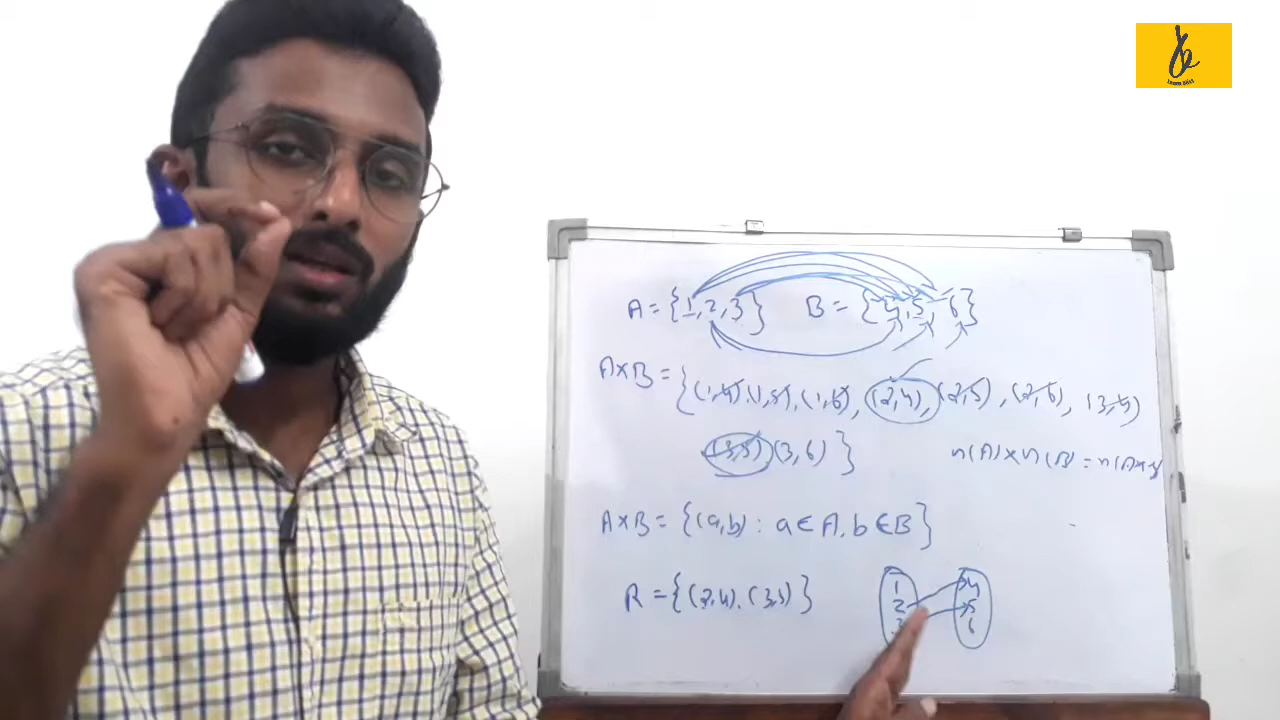 A = {1, 2, 3} B = {4, 5, 6}
A×B = {(1,4), (1,5), (1,6), (2,4), (2,5), (2,6), (3,4)
(3,5) (3,6) }
n(A)×n(B) = n(A×B
A×B = {(a,b) : a∈A, b∈B}
R = {(2,4), (3,5)}
1 4
2 5
3 6